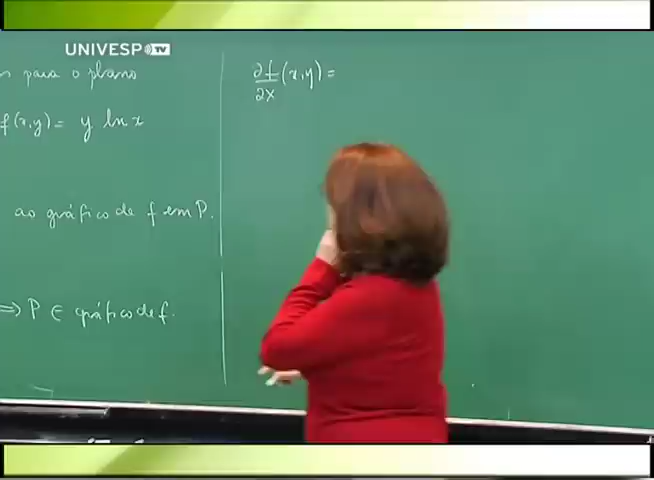 UNIVESP TV
para o plano
f(x,y) = y ln x
ao gráfico de f em P.
⇒ P ∈ gráfico de f.
∂f/∂x (x,y) =